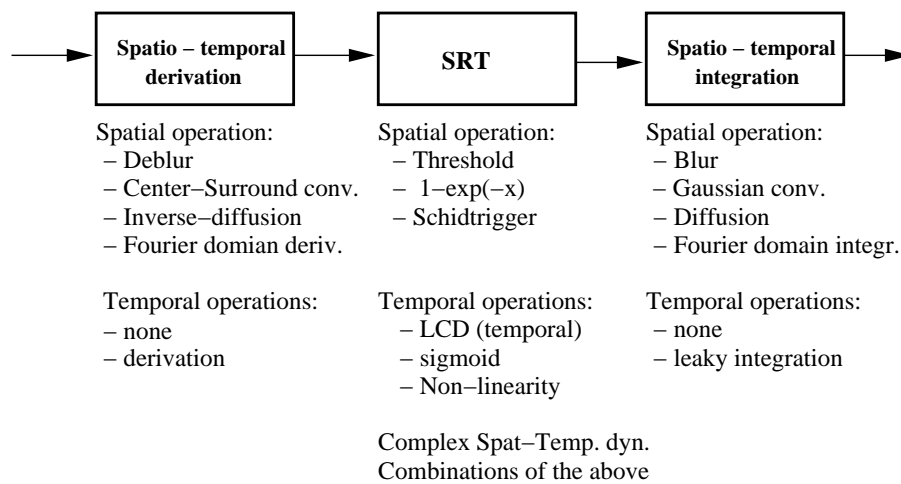 Spatio – temporal
derivation
SRT
Spatio – temporal
integration
Spatial operation:
– Deblur
– Center–Surround conv.
– Inverse–diffusion
– Fourier domian deriv.
Temporal operations:
– none
– derivation
Spatial operation:
– Threshold
– 1–exp(–x)
– Schidtrigger
Temporal operations:
– LCD (temporal)
– sigmoid
– Non–linearity
Complex Spat–Temp. dyn.
Combinations of the above
Spatial operation:
– Blur
– Gaussian conv.
– Diffusion
– Fourier domain integr.
Temporal operations:
– none
– leaky integration